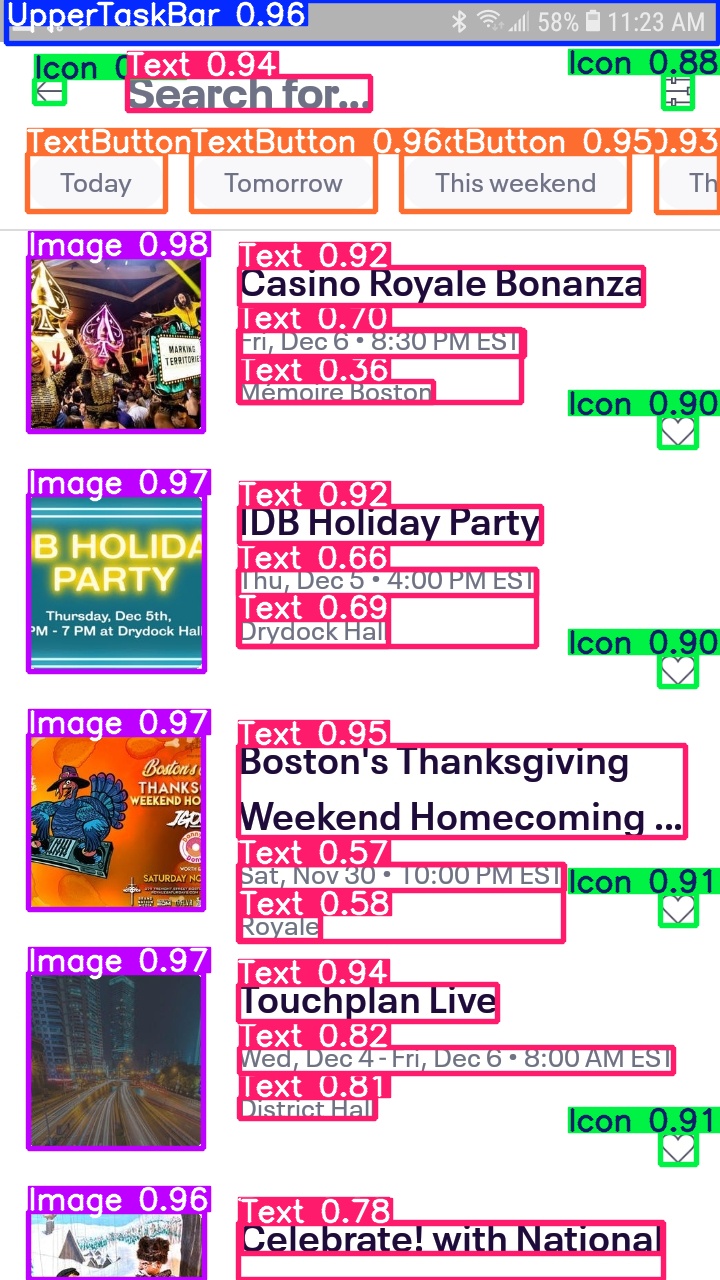 UpperTaskBar 0.96
58% 11:23 AM
Icon 0
Text 0.94
Icon 0.88
Search for...
TextButton
TextButton 0.96
xtButton 0.95
0.93
Today
Tomorrow
This weekend
Th
Image 0.98
Text 0.92
Casino Royale Bonanza
Text 0.70
Fri, Dec 6 • 8:30 PM EST
Text 0.36
Mémoire Boston
MARKING
TERRITORIES
Icon 0.90
Image 0.97
Text 0.92
IDB Holiday Party
Text 0.66
Thu, Dec 5 • 4:00 PM EST
Text 0.69
Drydock Hall
B HOLIDA
PARTY
Thursday, Dec 5th,
PM - 7 PM at Drydock Hall
Icon 0.90
Image 0.97
Text 0.95
Boston's Thanksgiving
Weekend Homecoming ...
Text 0.57
Sat, Nov 30 • 10:00 PM EST
Text 0.58
Royale
Boston's
THANKS
WEEKEND HO
SATURDAY NO
Icon 0.91
Image 0.97
Text 0.94
Touchplan Live
Text 0.82
Wed, Dec 4 - Fri, Dec 6 • 8:00 AM EST
Text 0.81
District Hall
Icon 0.91
Image 0.96
Text 0.78
Celebrate! with National